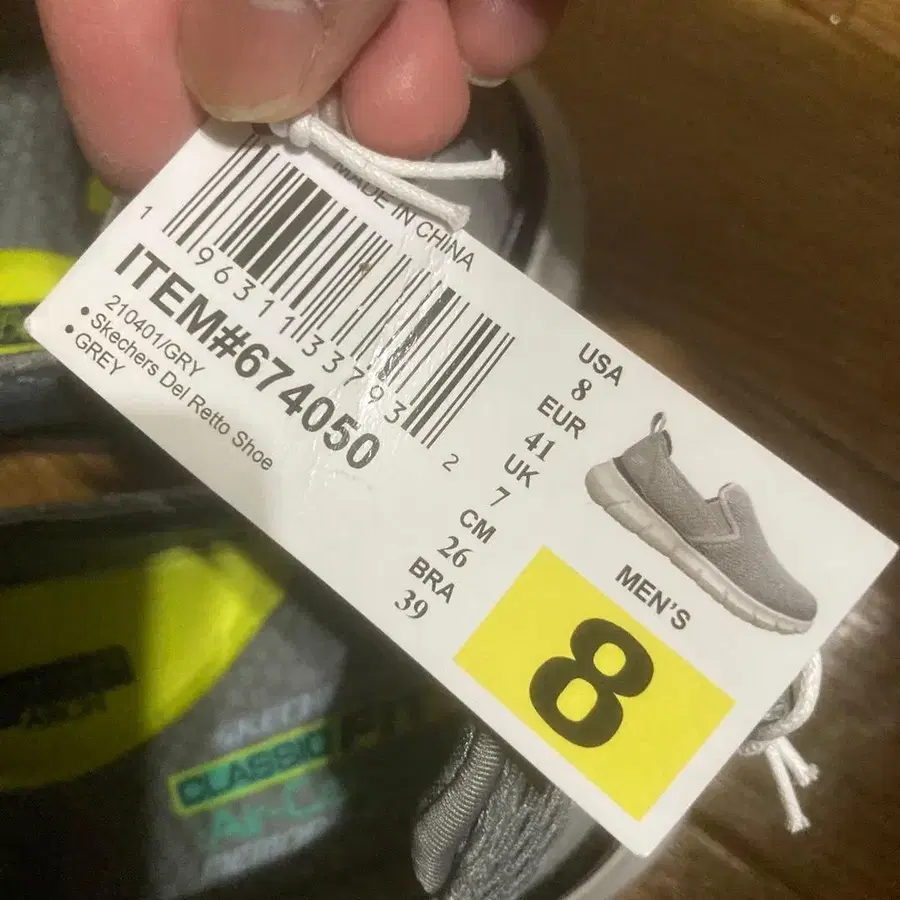 MADE IN CHINA
1 96311 33793 2
ITEM#674050
210401/GRY
• Skechers Del Retto Shoe
• GREY
USA
8
EUR
41
UK
7
CM
26
BRA
39
MEN'S
8
CLASSIC FIT